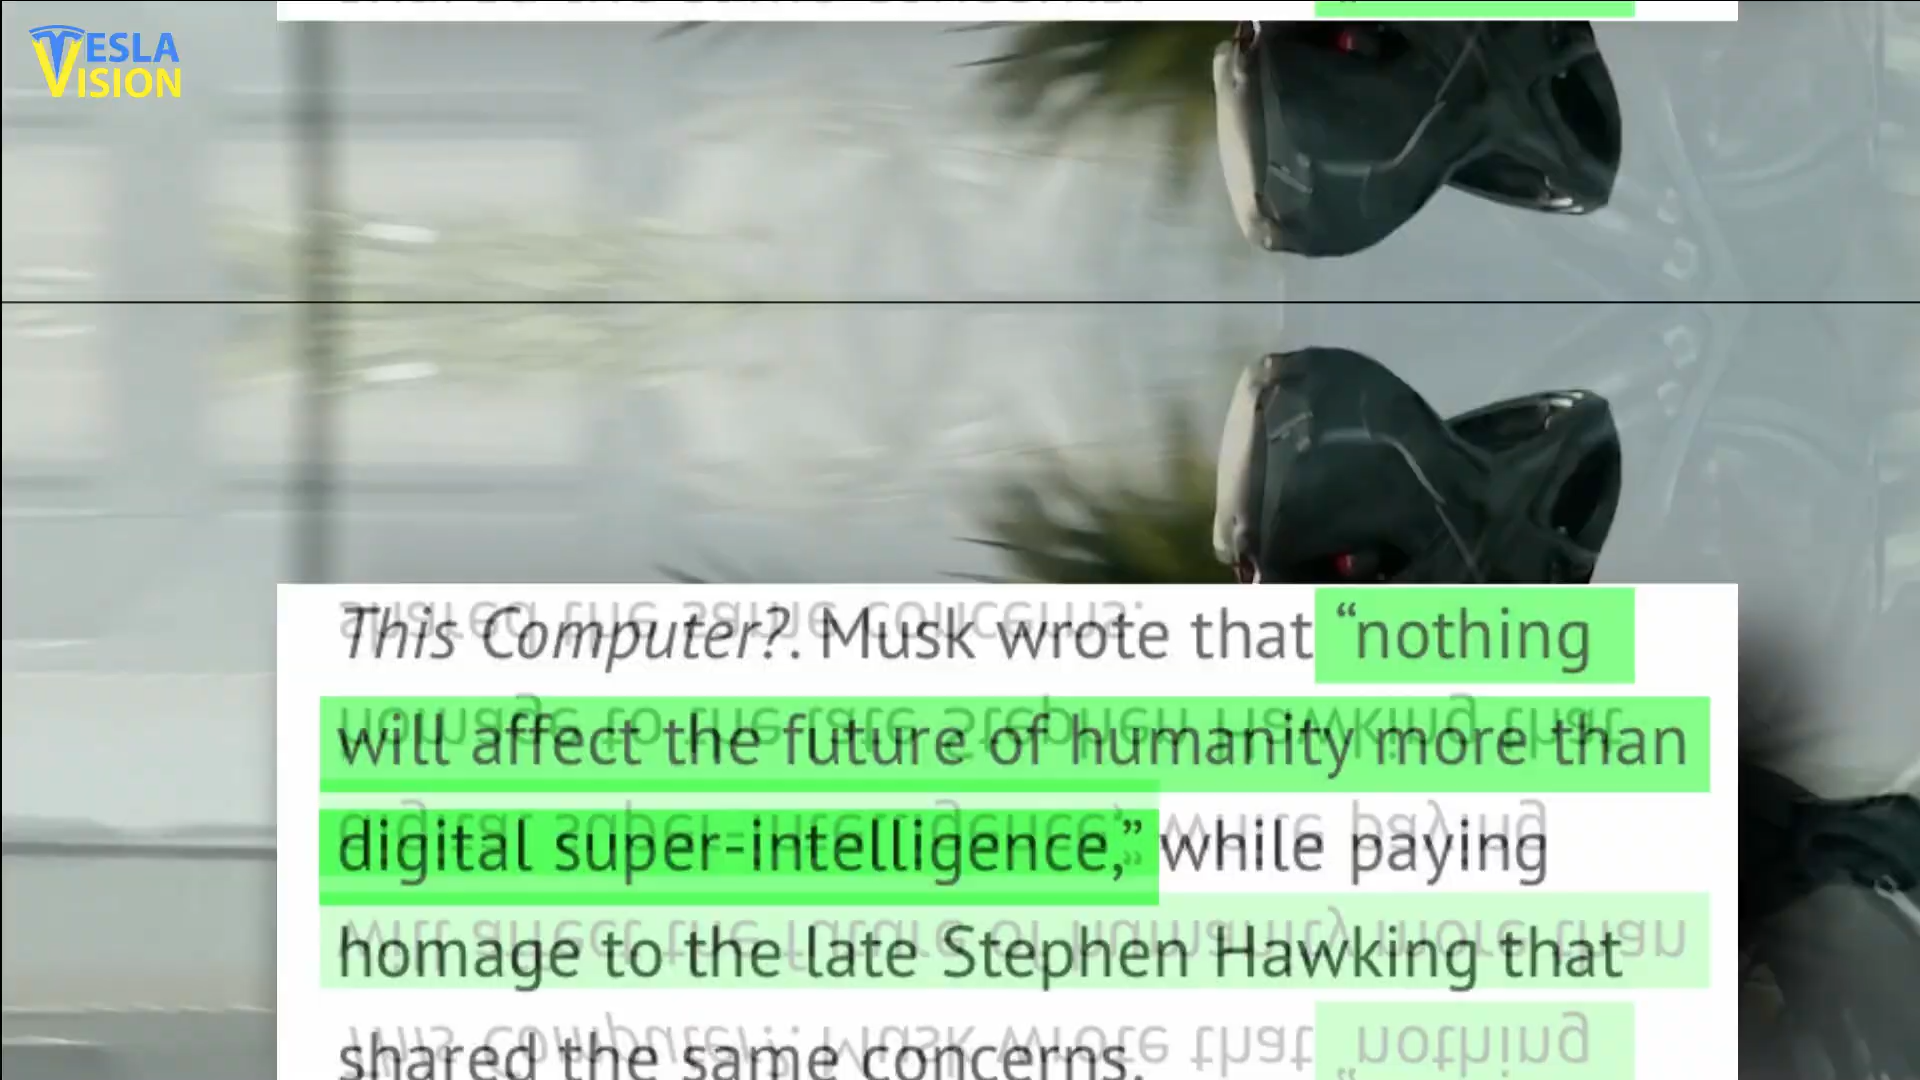 TESLA
VISION
This Computer?. Musk wrote that “nothing
will affect the future of humanity more than
digital super-intelligence,” while paying
homage to the late Stephen Hawking that
shared the same concerns.